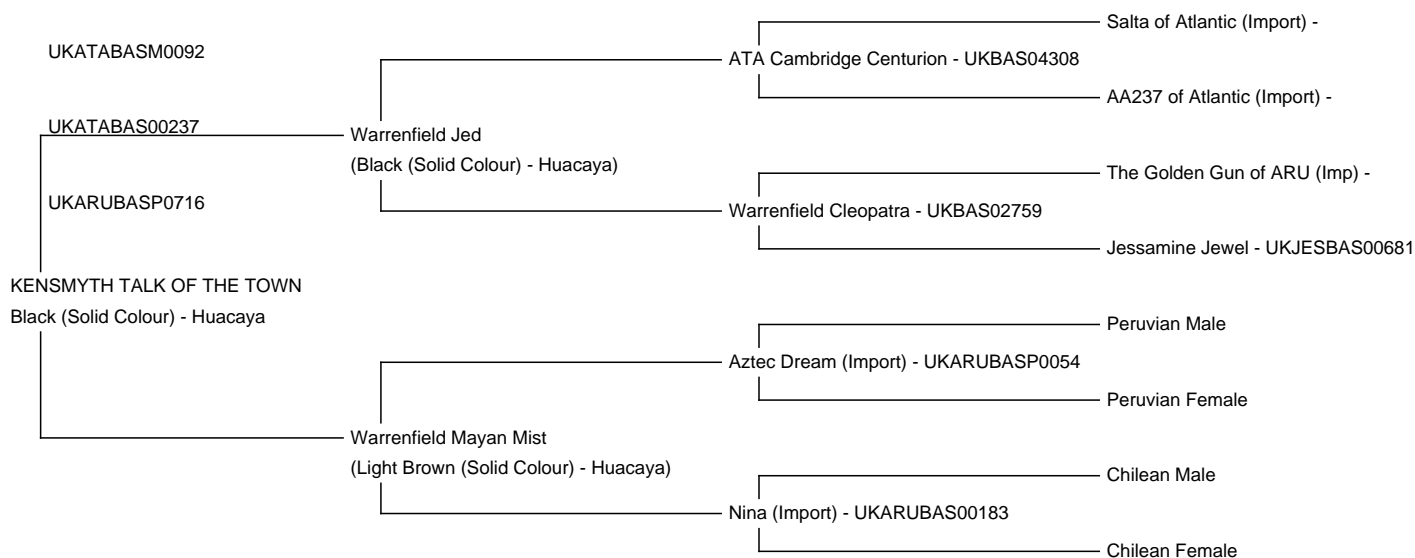 Salta of Atlantic (Import) -
UKATABASM0092
ATA Cambridge Centurion - UKBAS04308
AA237 of Atlantic (Import) -
UKATABAS00237
Warrenfield Jed
(Black (Solid Colour) - Huacaya)
The Golden Gun of ARU (Imp) -
UKARUBASP0716
Warrenfield Cleopatra - UKBAS02759
Jessamine Jewel - UKJESBAS00681
KENSMYTH TALK OF THE TOWN
Black (Solid Colour) - Huacaya
Peruvian Male
Aztec Dream (Import) - UKARUBASP0054
Peruvian Female
Warrenfield Mayan Mist
(Light Brown (Solid Colour) - Huacaya)
Chilean Male
Nina (Import) - UKARUBAS00183
Chilean Female